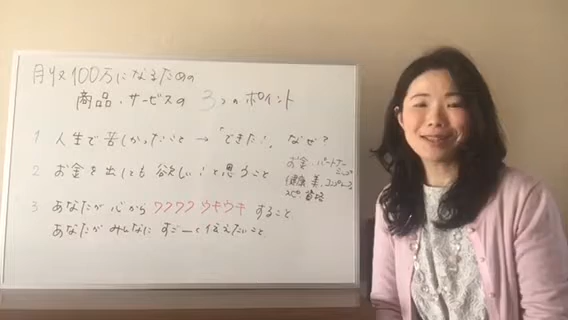 月収100万になるための
商品・サービスの3つのポイント
1 人生で苦しかったこと → 「できた!」 なぜ?
2 お金を出しても欲しい!と思うこと
お金・パートナー
健康・美・
3 あなたが心からワクワクウキウキすること
あなたがみんなにすごーく伝えたいこと